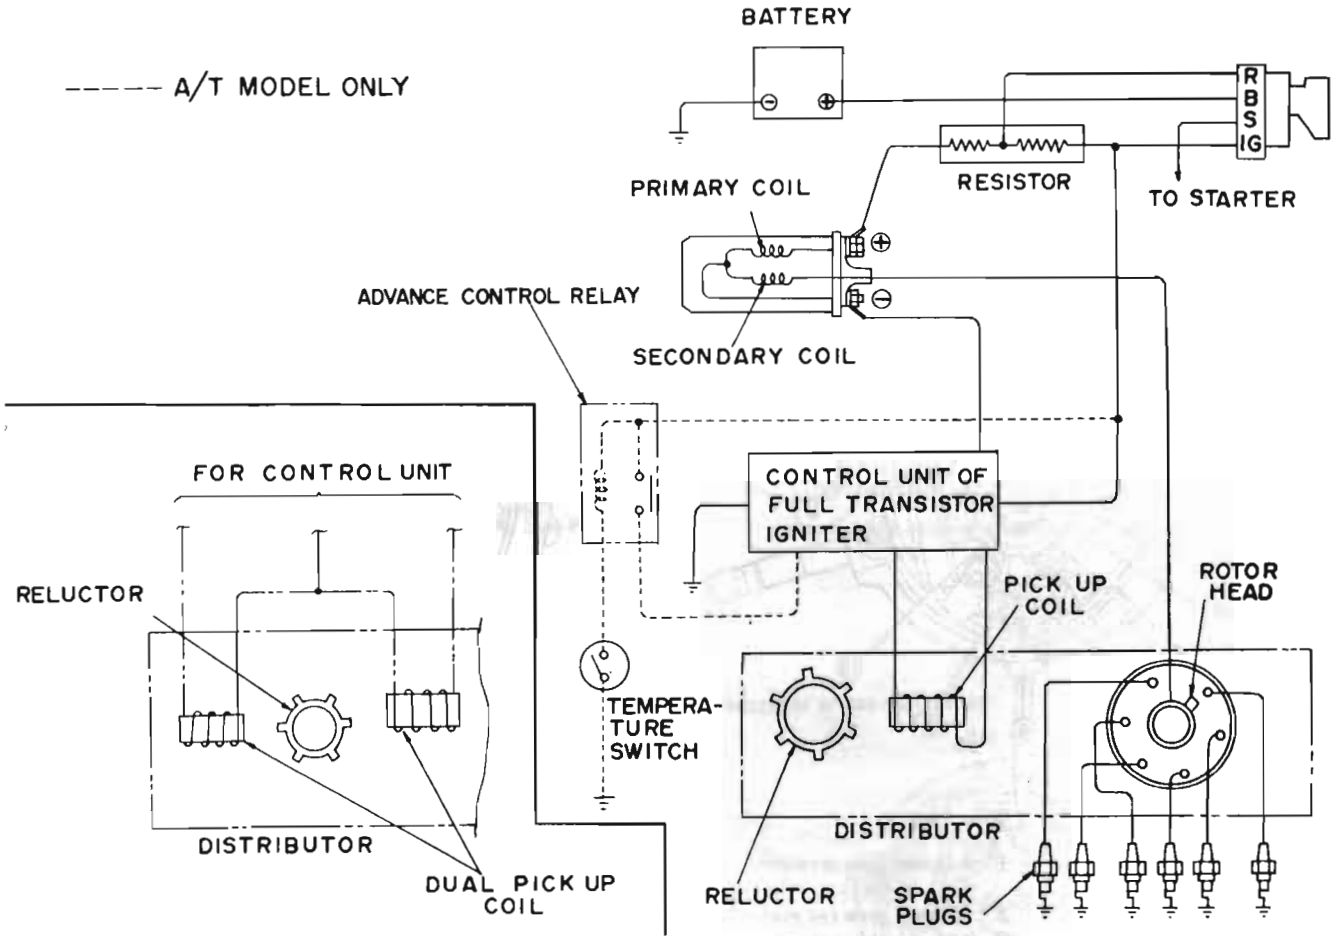 BATTERY
----- A/T MODEL ONLY
R
B
S
IG
RESISTOR
TO STARTER
PRIMARY COIL
ADVANCE CONTROL RELAY
SECONDARY COIL
FOR CONTROL UNIT
CONTROL UNIT OF
FULL TRANSISTOR
IGNITER
RELUCTOR
PICK UP
COIL
ROTOR
HEAD
TEMPERA-
TURE
SWITCH
DISTRIBUTOR
DISTRIBUTOR
DUAL PICK UP
COIL
RELUCTOR
SPARK
PLUGS